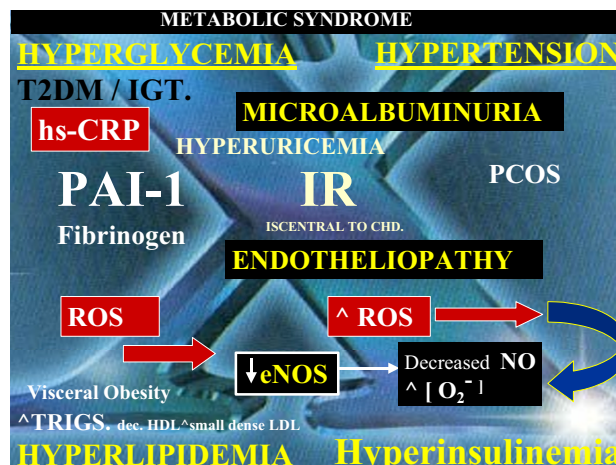 METABOLIC SYNDROME
HYPERGLYCEMIA HYPERTENSION
T2DM / IGT.
MICROALBUMINURIA
hs-CRP
HYPERURICEMIA
PAI-1 IR PCOS
ISCENTRAL TO CHD.
Fibrinogen
ENDOTHELIOPATHY
ROS ^ ROS
↓eNOS
Decreased NO
^ [ O₂⁻ ]
Visceral Obesity
^TRIGS. dec. HDL^small dense LDL
HYPERLIPIDEMIA Hyperinsulinemia